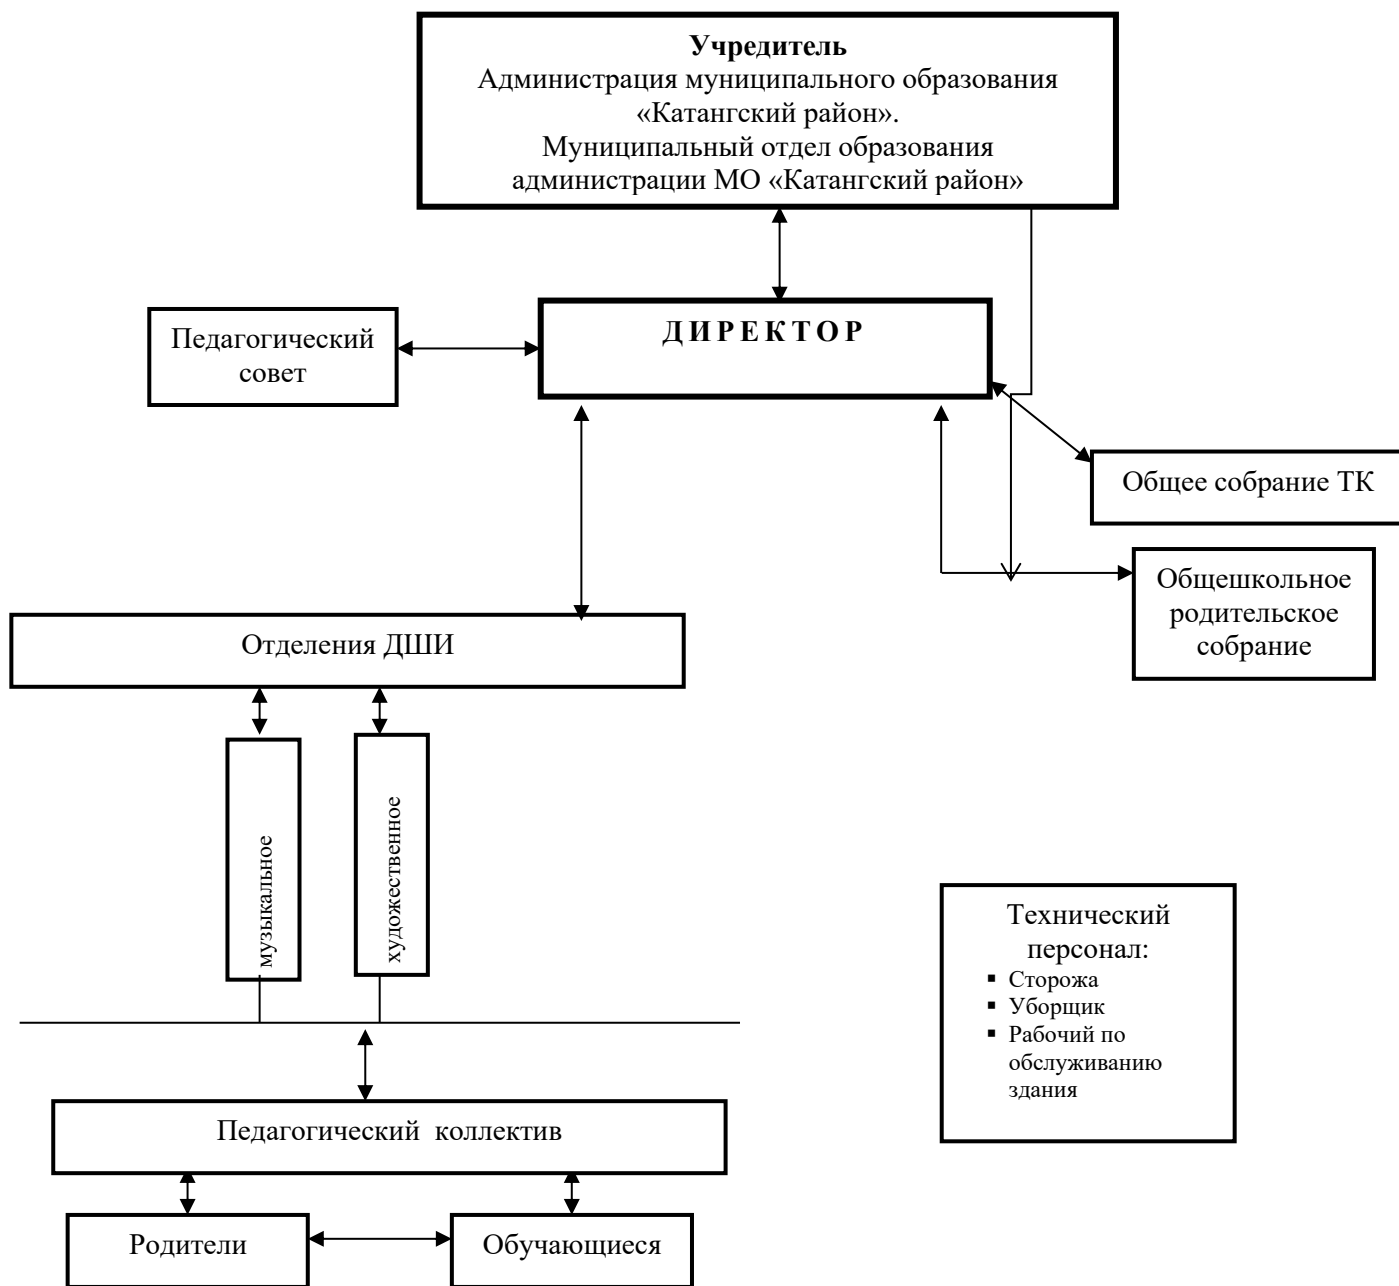 Учредитель
Администрация муниципального образования
«Катангский район».
Муниципальный отдел образования
администрации МО «Катангский район»
ДИРЕКТОР
Педагогический
совет
Общее собрание ТК
Общешкольное
родительское
собрание
Отделения ДШИ
музыкальное
художественное
Технический
персонал:
▪ Сторожа
▪ Уборщик
▪ Рабочий по
обслуживанию
здания
Педагогический коллектив
Родители
Обучающиеся